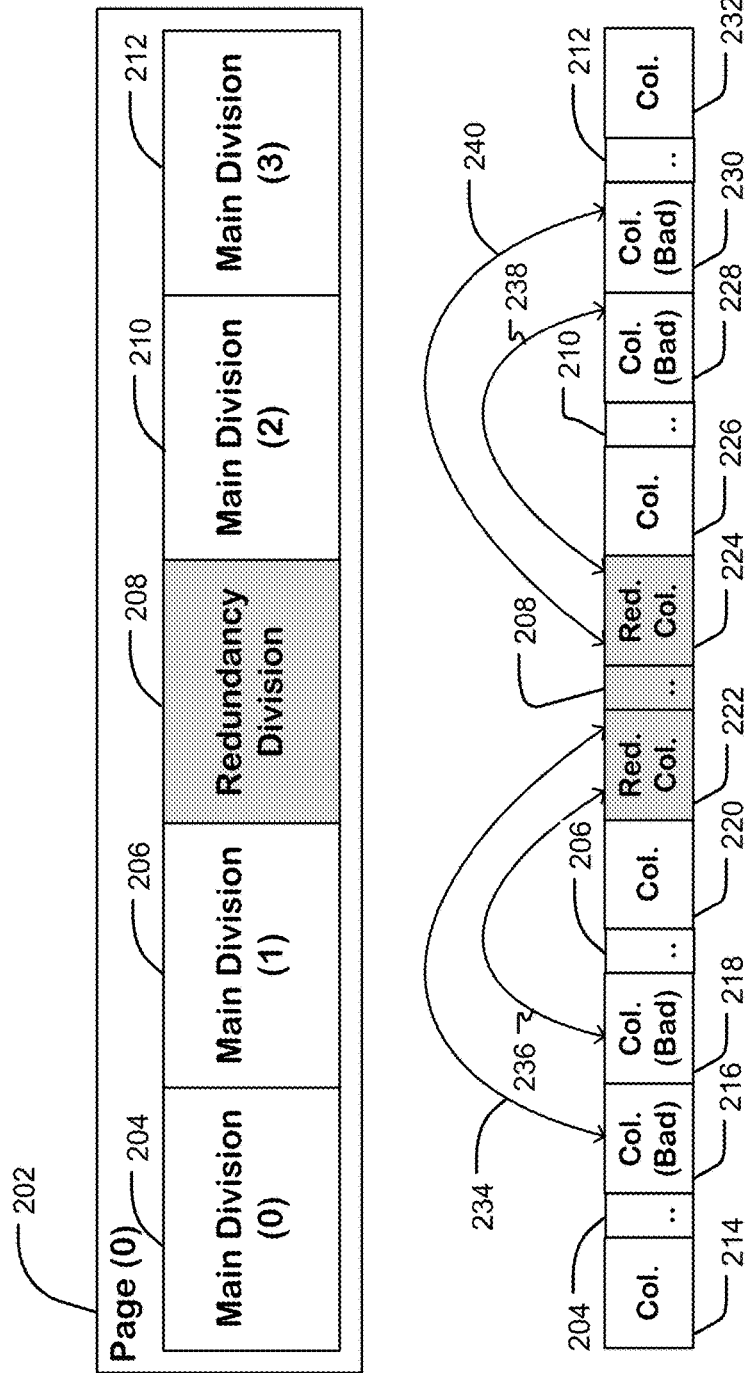 202
Page (0)
204
206
208
210
212
Main Division
(0)
Main Division
(1)
Redundancy
Division
Main Division
(2)
Main Division
(3)
234
236
238
240
204
206
208
210
212
Col.
..
Col.
(Bad)
Col.
(Bad)
..
Col.
Red.
Col.
..
Red.
Col.
Col.
..
Col.
(Bad)
Col.
(Bad)
..
Col.
214
216
218
220
222
224
226
228
230
232